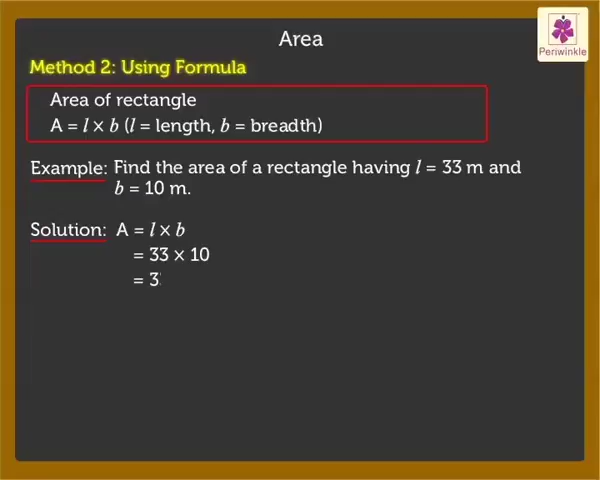 Area
Periwinkle
Method 2: Using Formula
Area of rectangle
A = l × b (l = length, b = breadth)
Example: Find the area of a rectangle having l = 33 m and
b = 10 m.
Solution: A = l × b
= 33 × 10
= 3